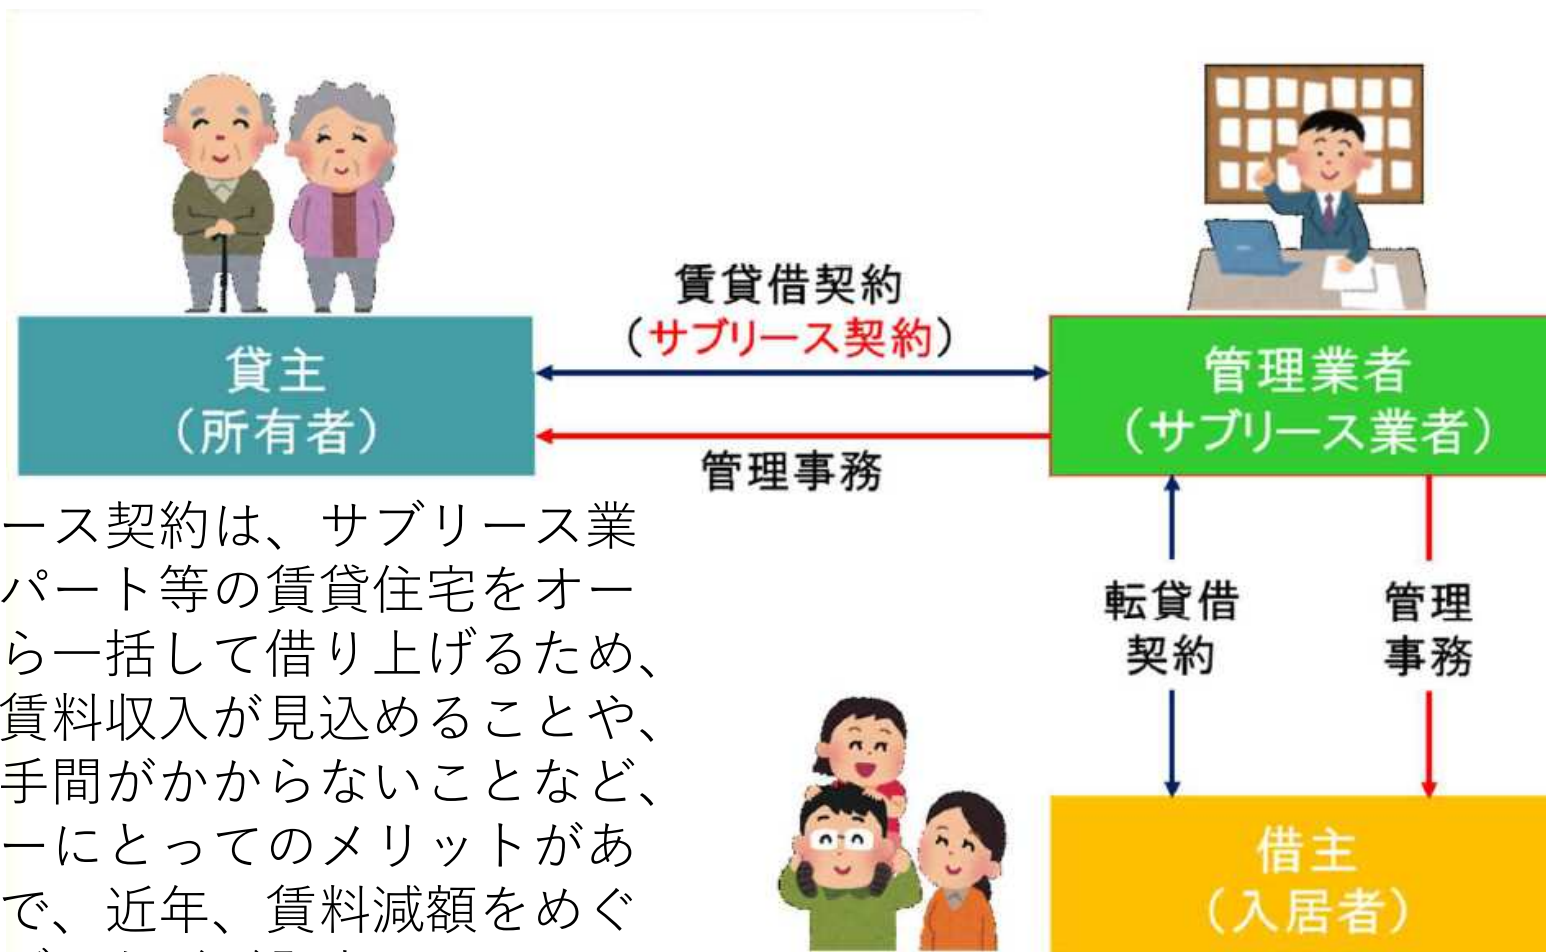 賃貸借契約
（サブリース契約）
貸主
（所有者）
管理業者
（サブリース業者）
管理事務
ース契約は、サブリース業
パート等の賃貸住宅をオー
ら一括して借り上げるため、
賃料収入が見込めることや、
手間がかからないことなど、
ーにとってのメリットがあ
で、近年、賃料減額をめぐ
転貸借
契約
管理
事務
借主
（入居者）